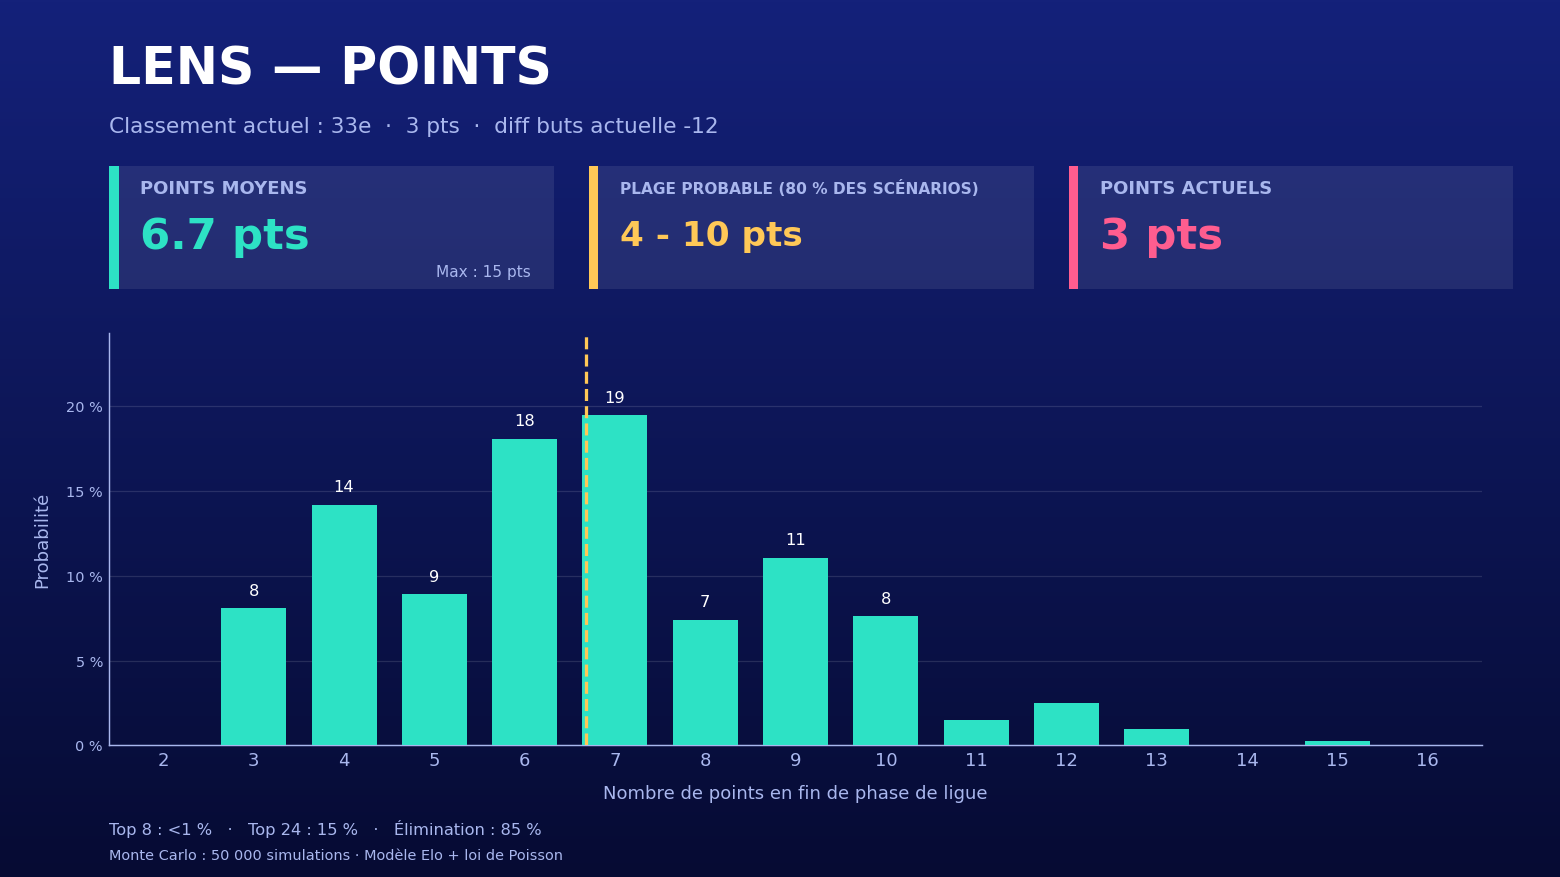 LENS — POINTS
Classement actuel : 33e · 3 pts · diff buts actuelle -12
POINTS MOYENS
6.7 pts
Max : 15 pts
PLAGE PROBABLE (80 % DES SCÉNARIOS)
4 - 10 pts
POINTS ACTUELS
3 pts
Probabilité
20 %
15 %
10 %
5 %
0 %
8
14
9
18
19
7
11
8
2 3 4 5 6 7 8 9 10 11 12 13 14 15 16
Nombre de points en fin de phase de ligue
Top 8 : <1 % · Top 24 : 15 % · Élimination : 85 %
Monte Carlo : 50 000 simulations · Modèle Elo + loi de Poisson